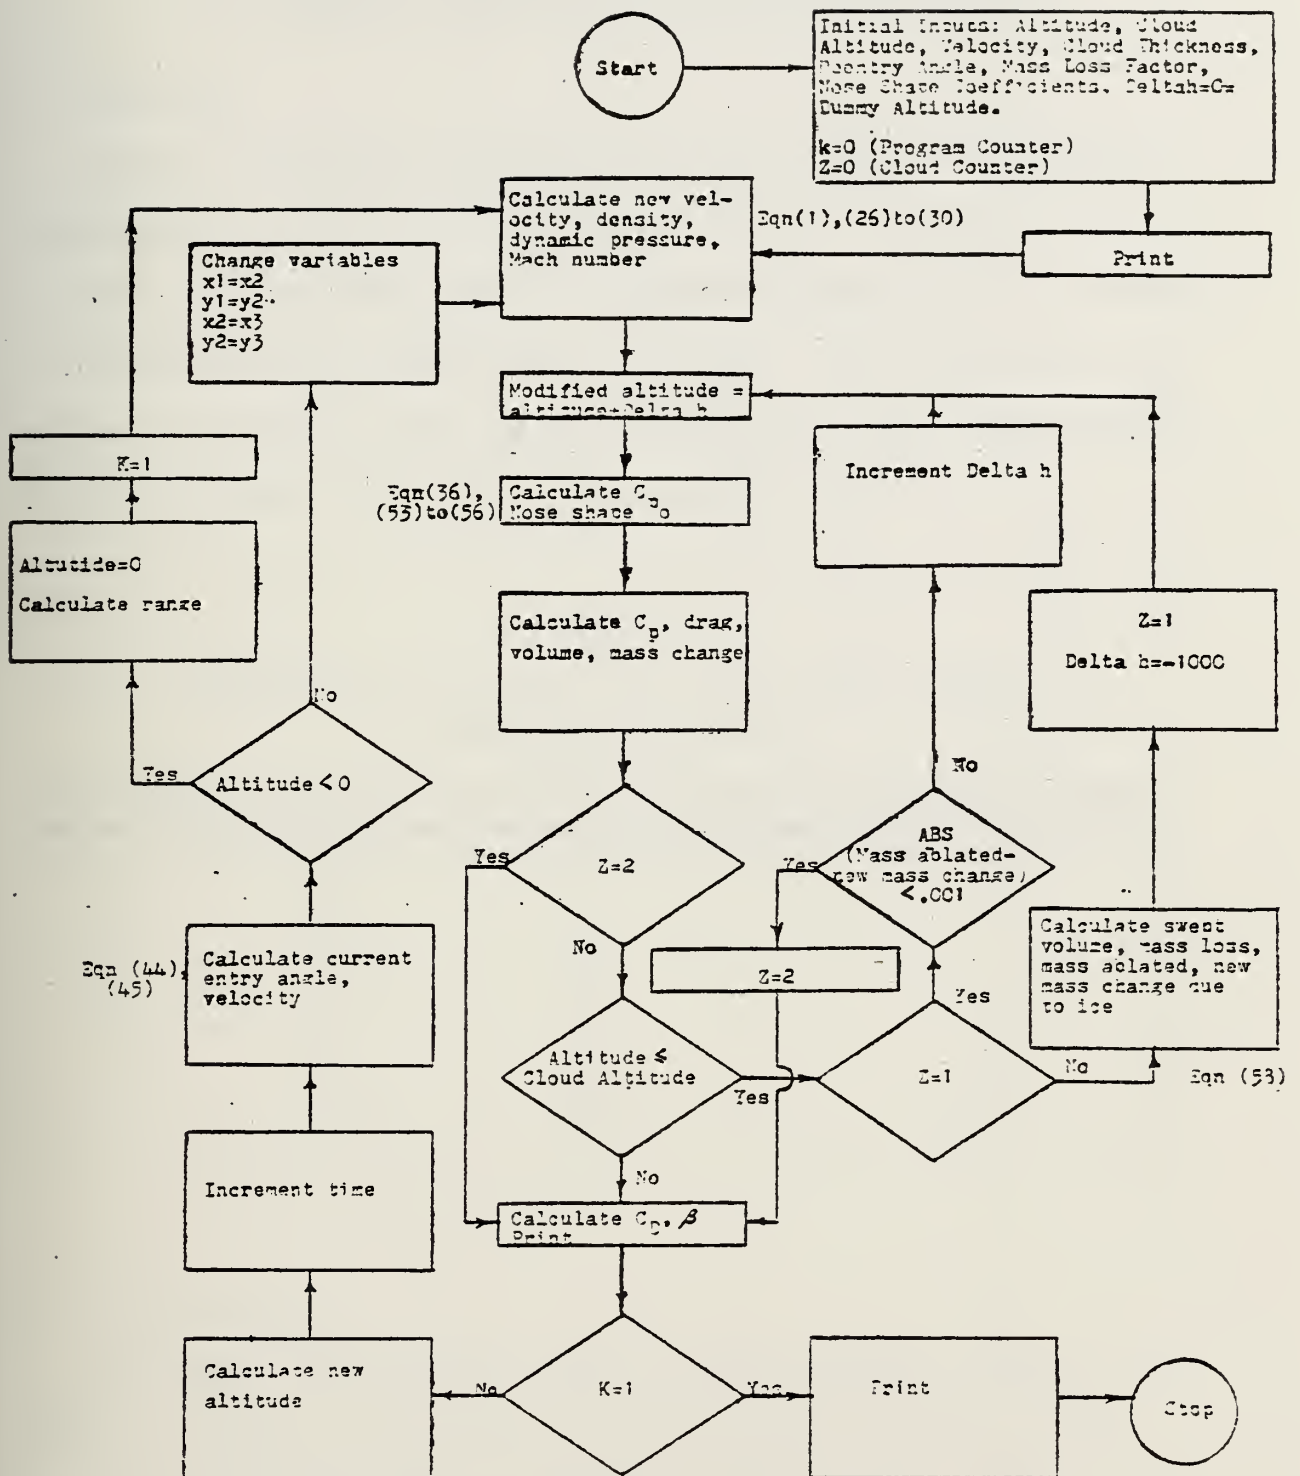 Start
Initial Inputs: Altitude, Cloud
Altitude, Velocity, Cloud Thickness,
Reentry Angle, Mass Loss Factor,
Nose Shape Coefficients. Deltah=0=
Dummy Altitude.
k=0 (Program Counter)
Z=0 (Cloud Counter)
Print
Calculate new vel-
ocity, density,
dynamic pressure,
Mach number
Eqn(1),(26)to(30)
Change variables
x1=x2
y1=y2
x2=x3
y2=y3
Modified altitude =
altitude+Delta h
K=1
Eqn(36),
(53)to(56)
Calculate C
Nose shape
Increment Delta h
Altutide=0
Calculate range
Calculate C_D, drag,
volume, mass change
Z=1
Delta h=-1000
No
Yes
Altitude < 0
No
Yes
Z=2
Yes
ABS
(Mass ablated-
new mass change)
<.001
No
Z=2
Yes
Calculate swept
volume, mass loss,
mass ablated, new
mass change due
to ice
Eqn (44),
(45)
Calculate current
entry angle,
velocity
Altitude ≤
Cloud Altitude
Yes
Z=1
No
Eqn (53)
No
Increment time
Calculate C_D, β
Print
Calculate new
altitude
No
K=1
Yes
Print
Stop